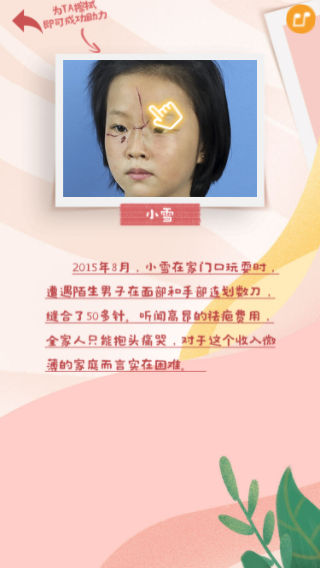 为TA擦拭
即可成功助力
小雪
2015年8月，小雪在家门口玩耍时，
遭遇陌生男子在面部和手部连划数刀，
缝合了50多针。听闻高昂的祛疤费用，
全家人只能抱头痛哭，对于这个收入微
薄的家庭而言实在困难。